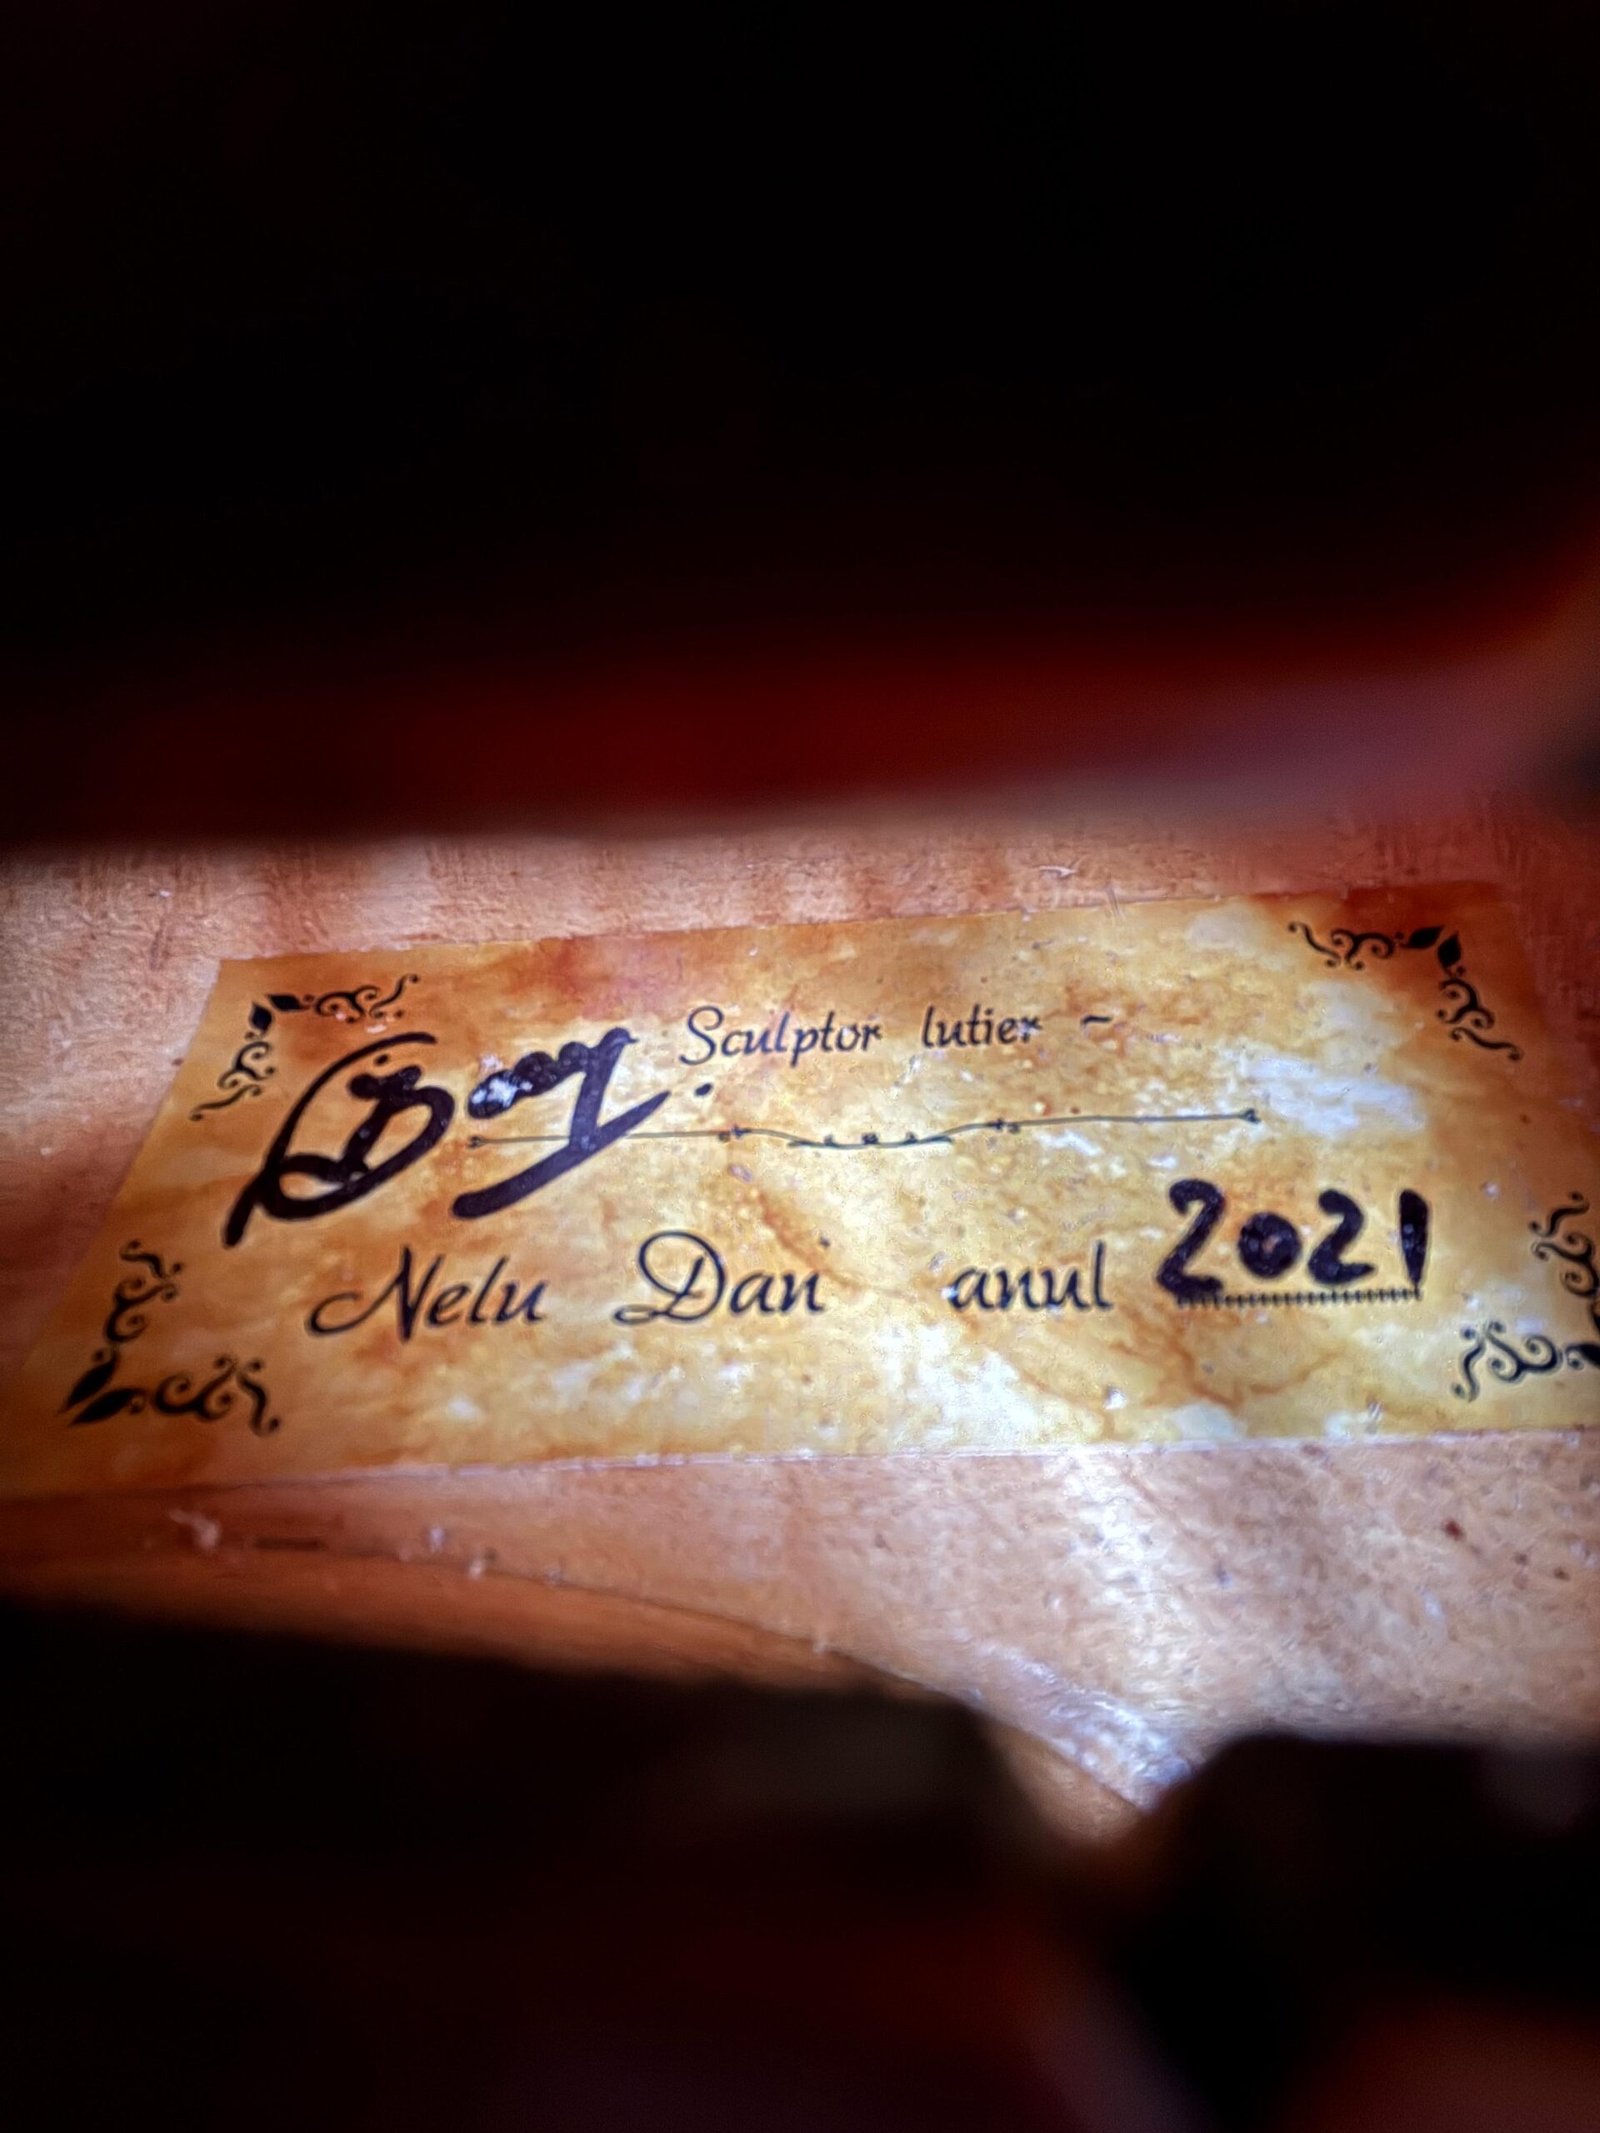 Sculptor lutier ~
Nelu Dan anul 2021